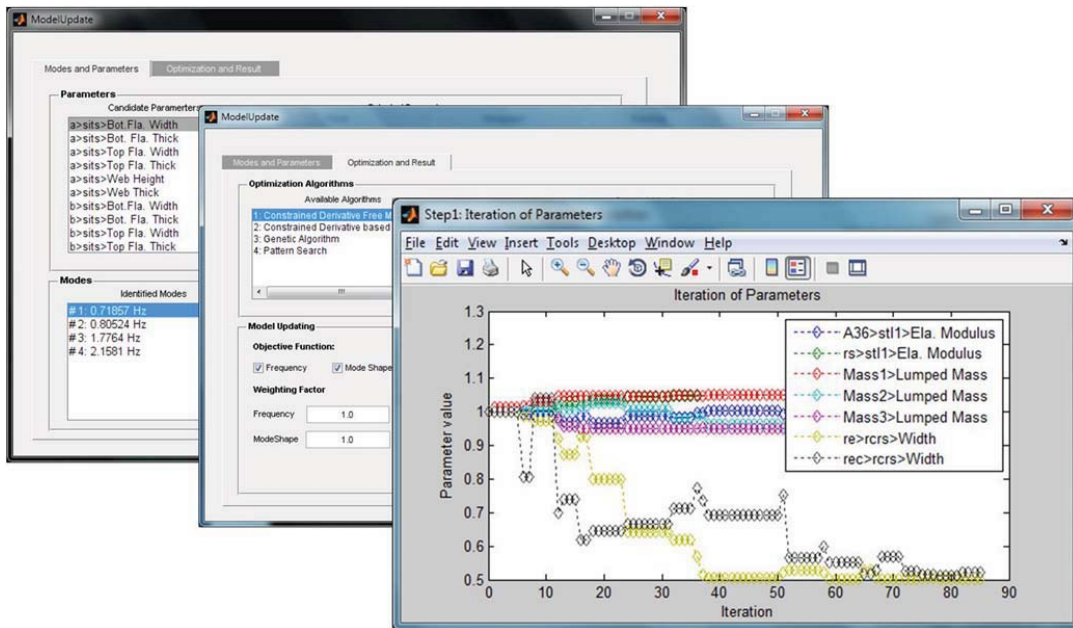 ModelUpdate
Modes and Parameters
Optimization and Result
Parameters
Candidate Paramerters
a>sits>Bot.Fla. Width
a>sits>Bot. Fla. Thick
a>sits>Top Fla. Width
a>sits>Top Fla. Thick
a>sits>Web Height
a>sits>Web Thick
b>sits>Bot.Fla. Width
b>sits>Bot. Fla. Thick
b>sits>Top Fla. Width
b>sits>Top Fla. Thick
Modes
Identified Modes
#1: 0.71857 Hz
#2: 0.80524 Hz
#3: 1.7764 Hz
#4: 2.1581 Hz
ModelUpdate
Modes and Parameters
Optimization and Result
Optimization Algorithms
Available Algorithms
1: Constrained Derivative Free M
2: Constrained Derivative based
3: Genetic Algorithm
4: Pattern Search
Model Updating
Objective Function:
Frequency
Mode Shape
Weighting Factor
Frequency 1.0
ModeShape 1.0
Step1: Iteration of Parameters
File Edit View Insert Tools Desktop Window Help
Iteration of Parameters
1.3
1.2
1.1
1.0
0.9
0.8
0.7
0.6
0.5
Parameter value
A36>stl1>Ela. Modulus
rs>stl1>Ela. Modulus
Mass1>Lumped Mass
Mass2>Lumped Mass
Mass3>Lumped Mass
re>rcrs>Width
rec>rcrs>Width
0 10 20 30 40 50 60 70 80 90
Iteration